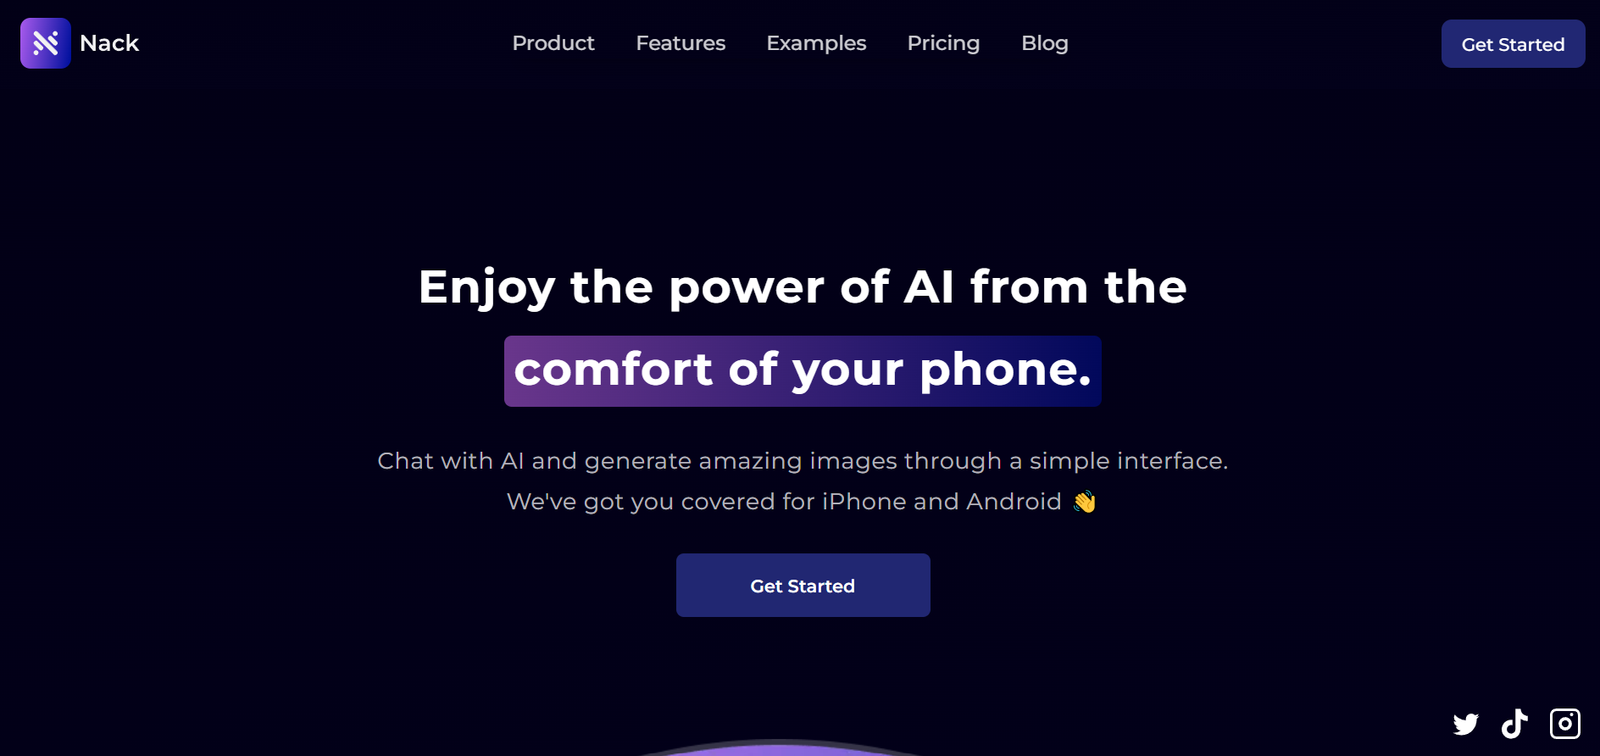 Nack
Product Features Examples Pricing Blog
Get Started
Enjoy the power of AI from the
comfort of your phone.
Chat with AI and generate amazing images through a simple interface.
We've got you covered for iPhone and Android 👋
Get Started